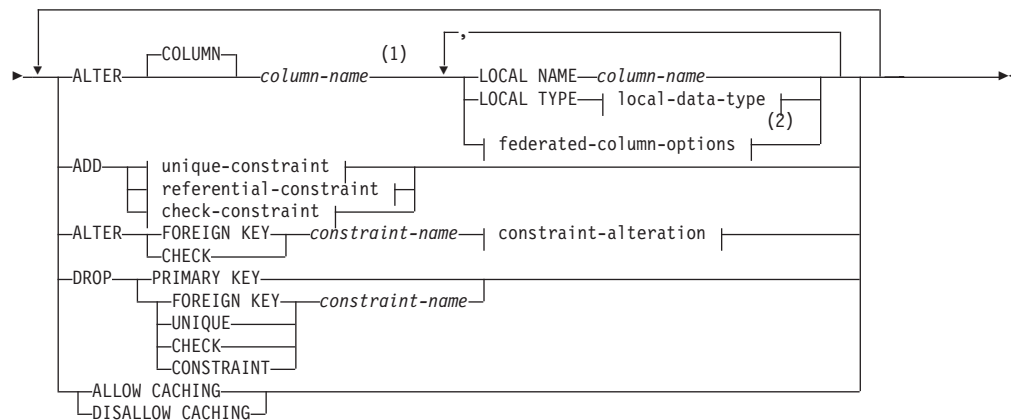 ,
COLUMN (1)
ALTER column-name LOCAL NAME column-name
LOCAL TYPE local-data-type
(2)
federated-column-options
ADD unique-constraint
referential-constraint
check-constraint
ALTER FOREIGN KEY constraint-name constraint-alteration
CHECK
DROP PRIMARY KEY
FOREIGN KEY constraint-name
UNIQUE
CHECK
CONSTRAINT
ALLOW CACHING
DISALLOW CACHING